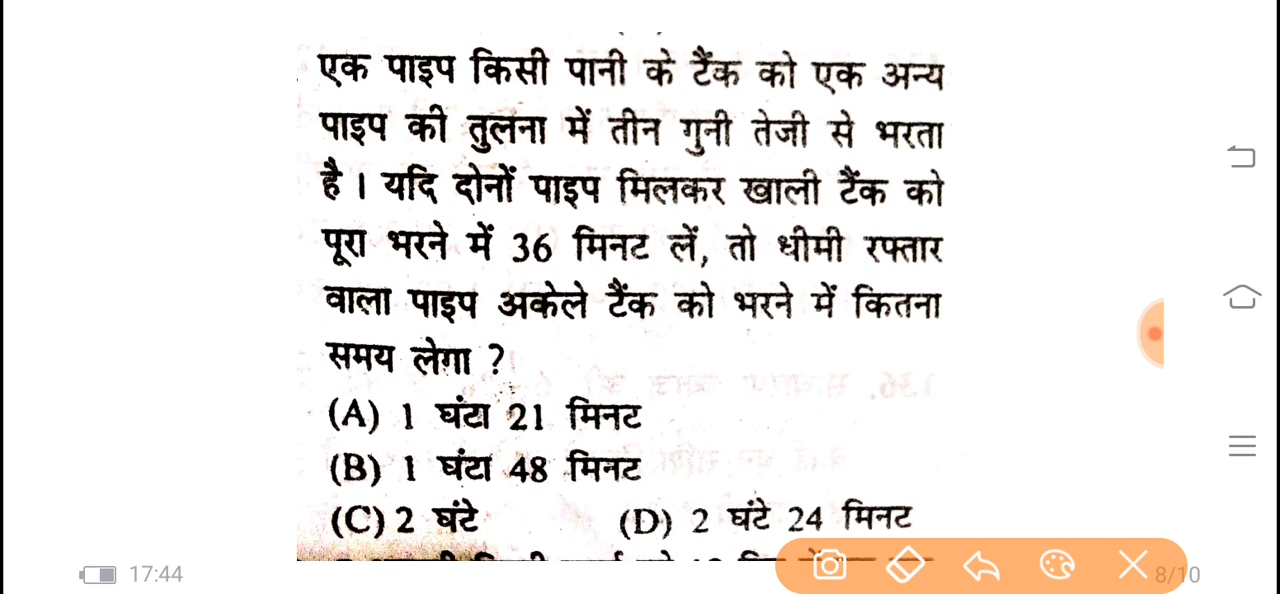 एक पाइप किसी पानी के टैंक को एक अन्य
पाइप की तुलना में तीन गुनी तेजी से भरता
है । यदि दोनों पाइप मिलकर खाली टैंक को
पूरा भरने में 36 मिनट लें, तो धीमी रफ्तार
वाला पाइप अकेले टैंक को भरने में कितना
समय लेगा ?
(A) 1 घंटा 21 मिनट
(B) 1 घंटा 48 मिनट
(C) 2 घंटे (D) 2 घंटे 24 मिनट
17:44 8/10